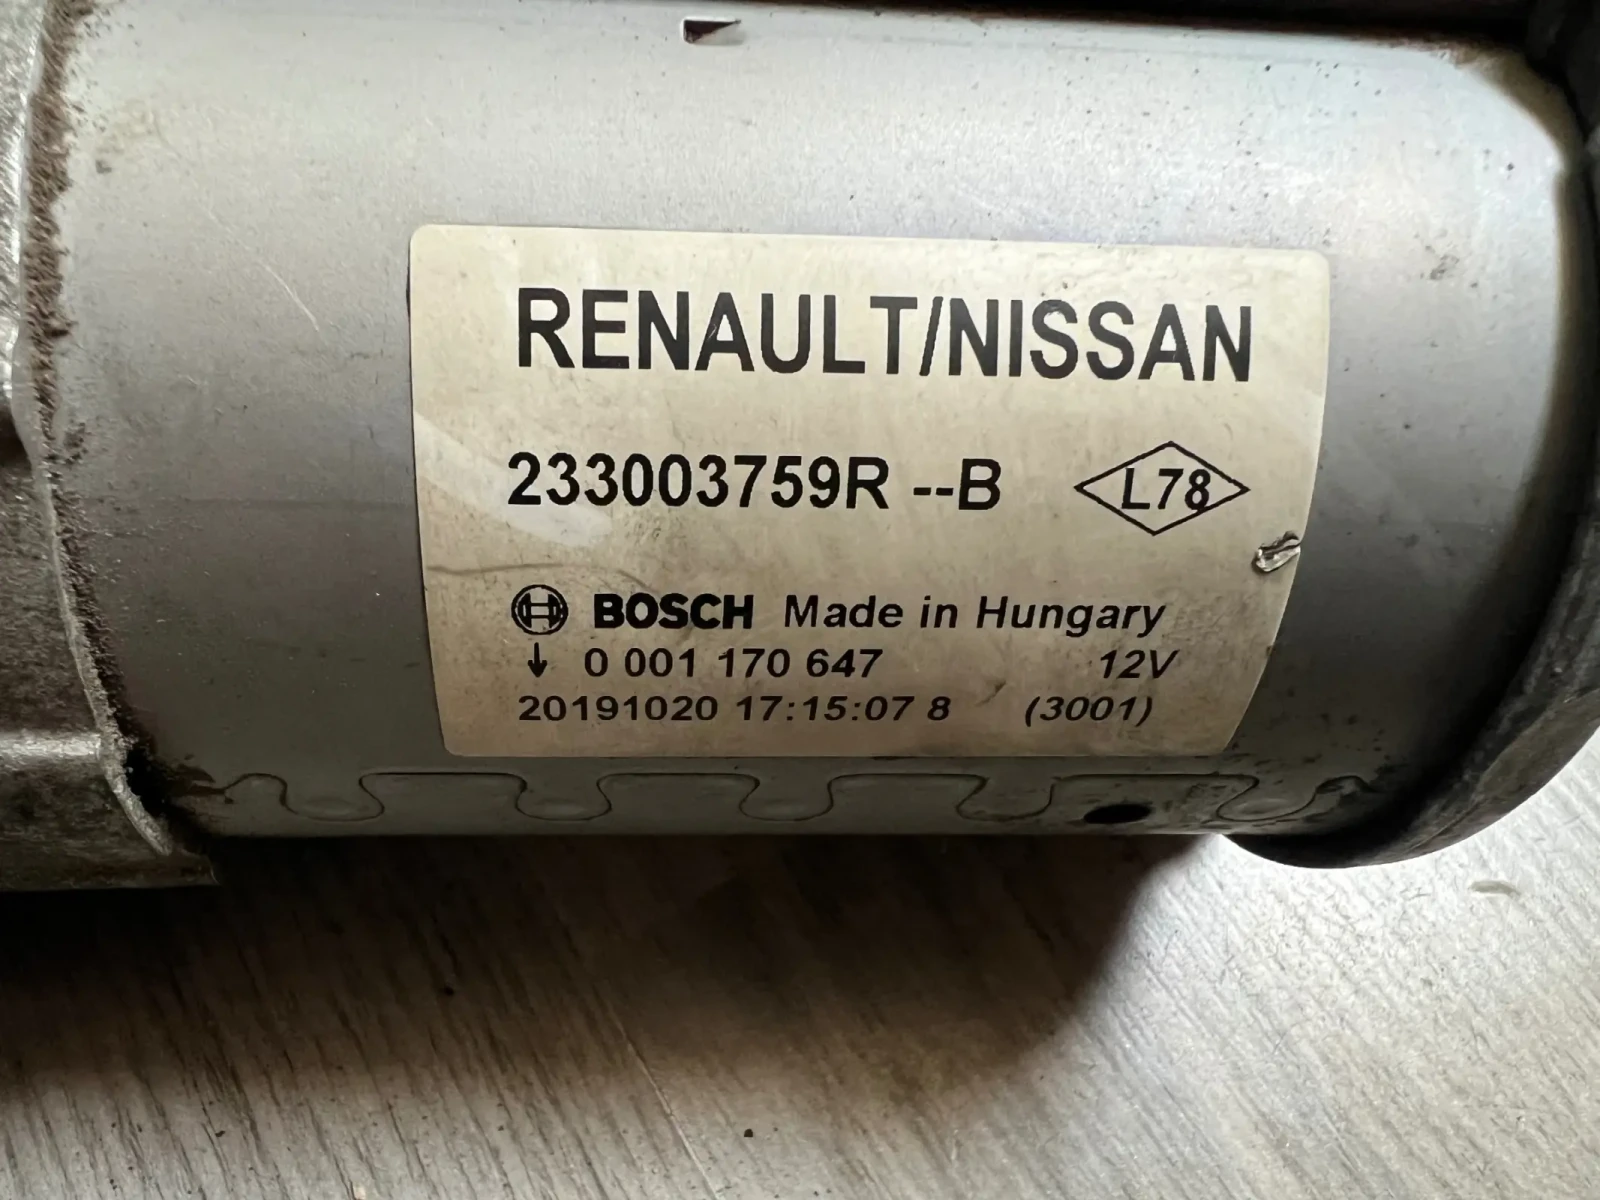 RENAULT/NISSAN
233003759R --B L78
BOSCH Made in Hungary
0 001 170 647 12V
20191020 17:15:07 8 (3001)